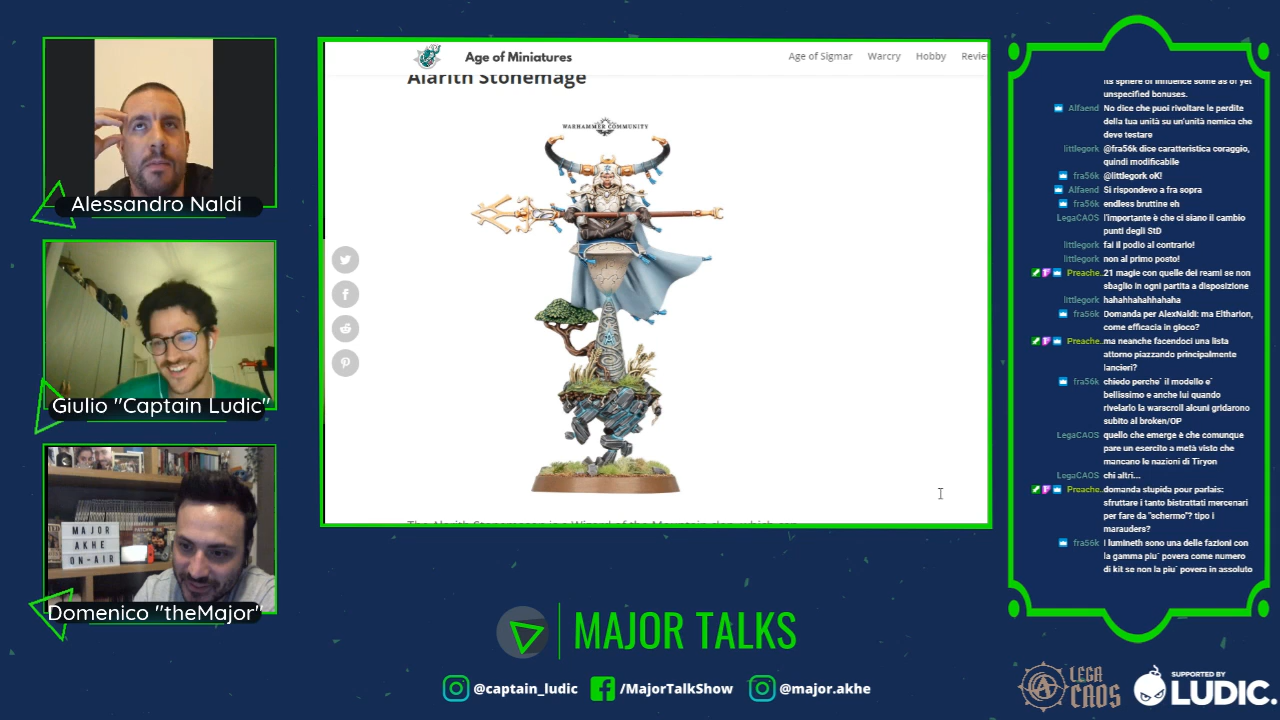 Alessandro Naldi
Giulio "Captain Ludic"
MAJOR
AKHE
ON-AIR
Domenico "theMajor"
Age of Miniatures
Age of Sigmar Warcry Hobby
Alarith Stonemage
WARHAMMER COMMUNITY
its sphere of influence some as of yet
unspecified bonuses.
Alfaend No dice che puoi rivoltare le perdite
della tua unità su un'unità nemica che
deve testare
littlegork @fra56k dice caratteristica coraggio,
quindi modificabile
fra56k @littlegork oK!
Alfaend Si rispondevo a fra sopra
fra56k endless bruttine eh
LegaCAOS l'importante è che ci siano il cambio
punti degli StD
littlegork fai il podio al contrario!
littlegork non al primo posto!
Preache.. 21 magie con quelle dei reami se non
sbaglio in ogni partita a disposizione
littlegork hahahhahahhaha
fra56k Domanda per AlexNaldi: ma Eltharion,
come efficacia in gioco?
Preache.. ma neanche facendoci una lista
attorno piazzando principalmente
lancieri?
fra56k chiedo perche` il modello e`
bellissimo e anche lui quando
rivelarlo la warscroll alcuni gridarono
subito al broken/OP
LegaCAOS quello che emerge è che comunque
pare un esercito a metà visto che
mancano le nazioni di Tiryon
LegaCAOS chi altri...
Preache.. domanda stupida pour parlais:
sfruttare i tanto bistrattati mercenari
per fare da "schermo"? tipo i
marauders?
fra56k I lumineth sono una delle fazioni con
la gamma piu` povera come numero
di kit se non la piu` povera in assoluto
MAJOR TALKS
@captain_ludic /MajorTalkShow @major.akhe
LEGA
CAOS
SUPPORTED BY
LUDIC.